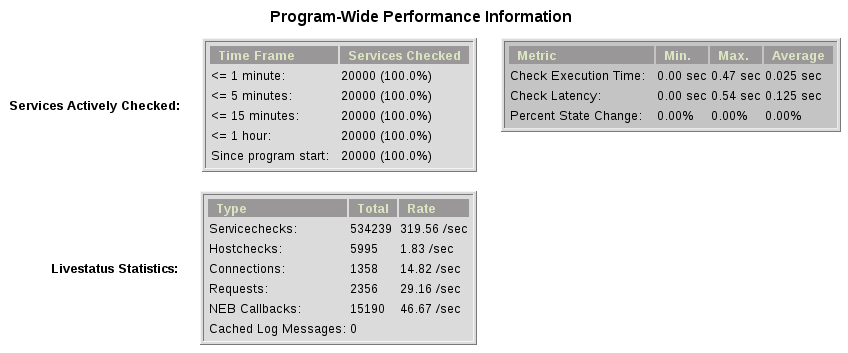 Program-Wide Performance Information
Services Actively Checked:
Time Frame Services Checked
<= 1 minute: 20000 (100.0%)
<= 5 minutes: 20000 (100.0%)
<= 15 minutes: 20000 (100.0%)
<= 1 hour: 20000 (100.0%)
Since program start: 20000 (100.0%)
Metric Min. Max. Average
Check Execution Time: 0.00 sec 0.47 sec 0.025 sec
Check Latency: 0.00 sec 0.54 sec 0.125 sec
Percent State Change: 0.00% 0.00% 0.00%
Livestatus Statistics:
Type Total Rate
Servicechecks: 534239 319.56 /sec
Hostchecks: 5995 1.83 /sec
Connections: 1358 14.82 /sec
Requests: 2356 29.16 /sec
NEB Callbacks: 15190 46.67 /sec
Cached Log Messages: 0